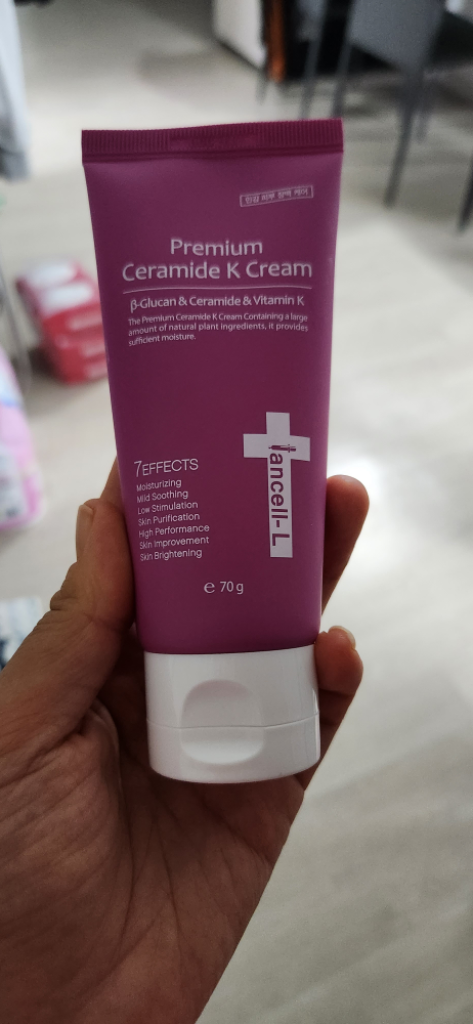 Premium
Ceramide K Cream
β-Glucan & Ceramide & Vitamin K
The Premium Ceramide K Cream Containing a large
amount of natural plant ingredients, it provides
sufficient moisture.
7EFFECTS
Moisturizing
Mild Soothing
Low Stimulation
Skin Purification
High Performance
Skin Improvement
Skin Brightening
ancell-L
e 70g